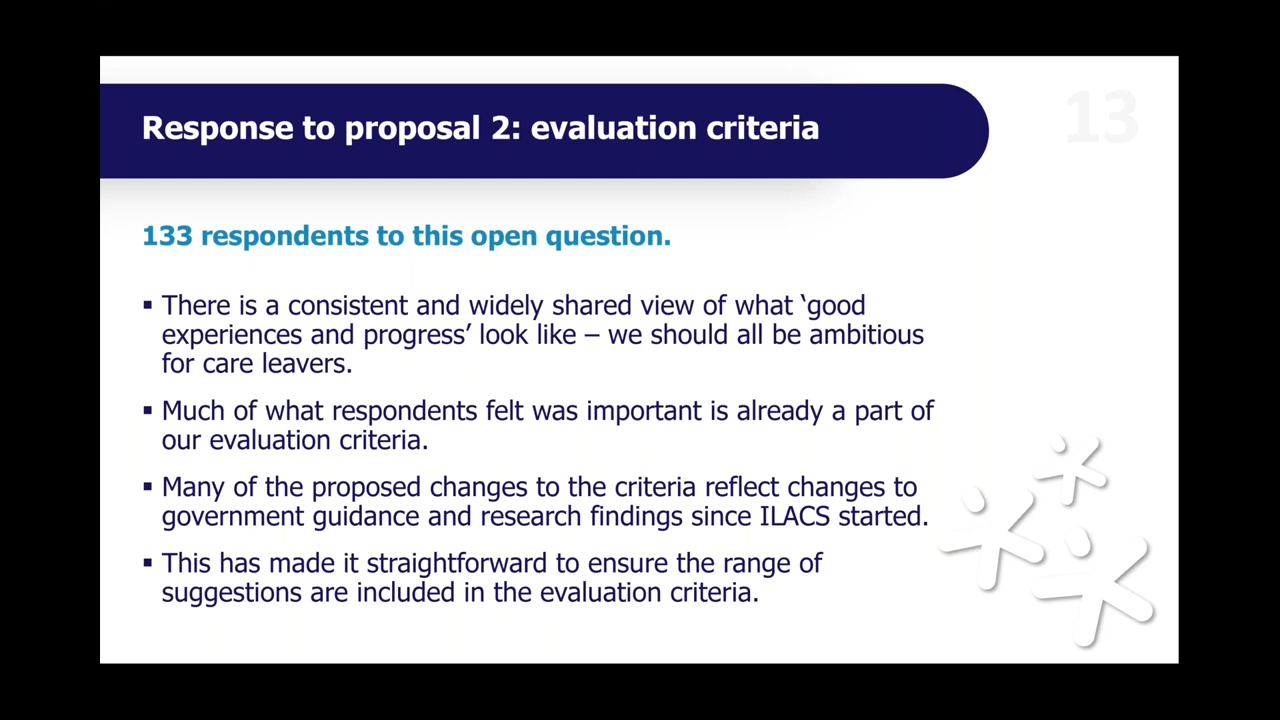 13
Response to proposal 2: evaluation criteria
133 respondents to this open question.
▪ There is a consistent and widely shared view of what ‘good
experiences and progress’ look like – we should all be ambitious
for care leavers.
▪ Much of what respondents felt was important is already a part of
our evaluation criteria.
▪ Many of the proposed changes to the criteria reflect changes to
government guidance and research findings since ILACS started.
▪ This has made it straightforward to ensure the range of
suggestions are included in the evaluation criteria.